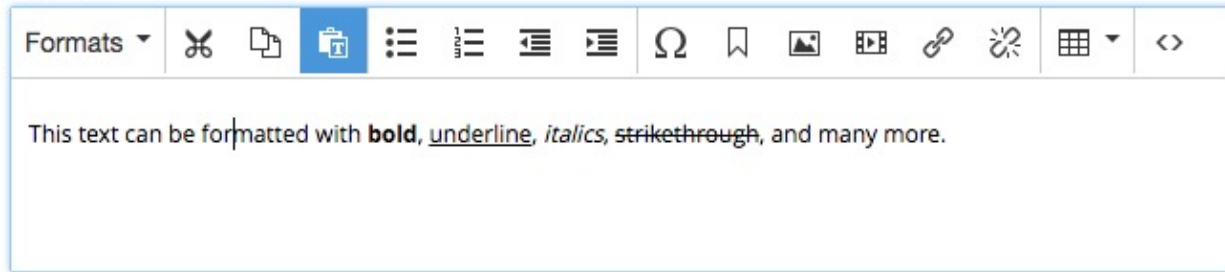 Formats
This text can be formatted with bold, underline, italics, strikethrough, and many more.